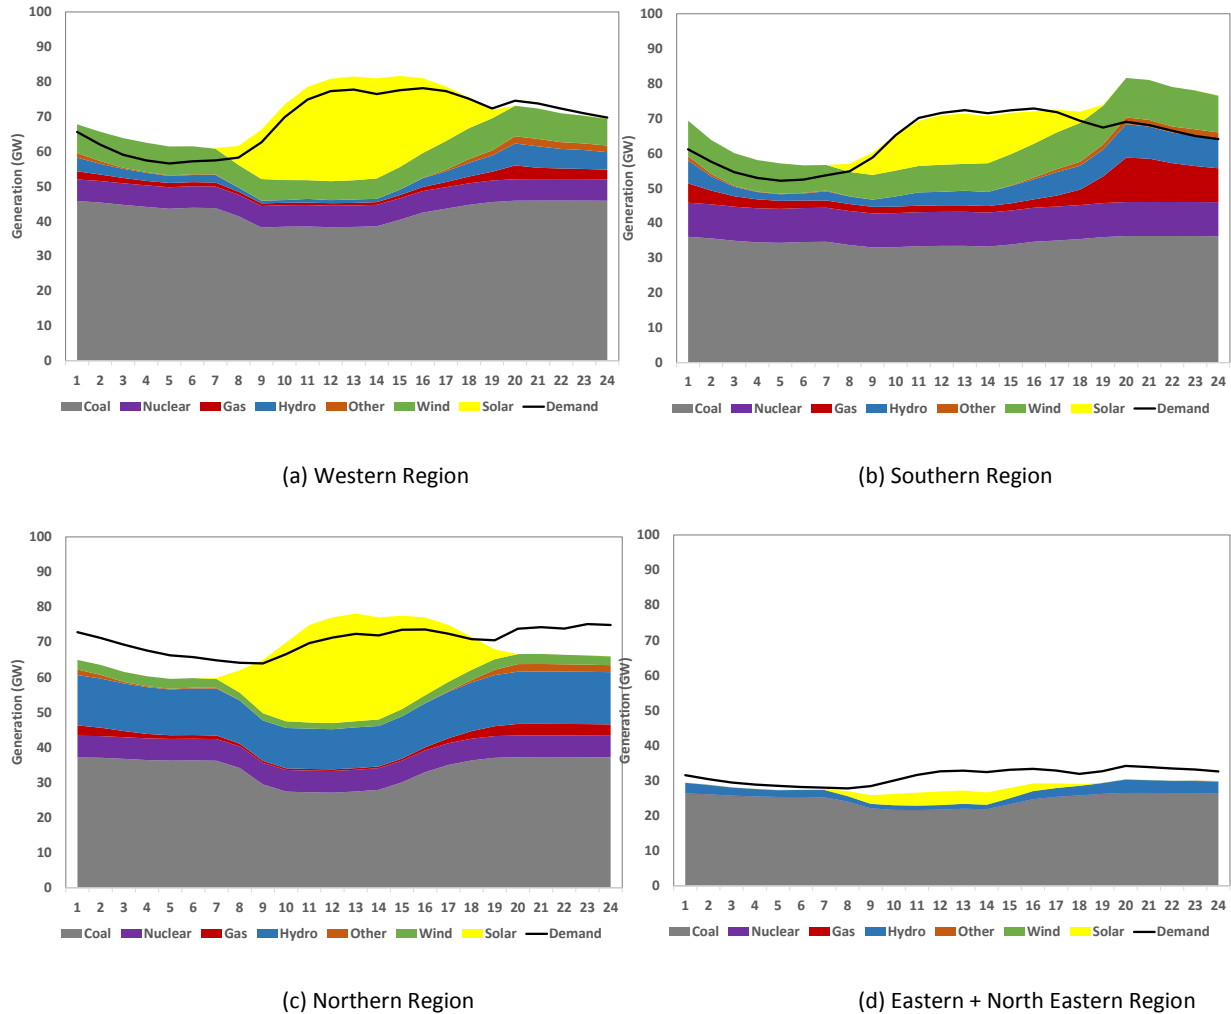 Generation (GW)
100
90
80
70
60
50
40
30
20
10
0
1 2 3 4 5 6 7 8 9 10 11 12 13 14 15 16 17 18 19 20 21 22 23 24
Coal Nuclear Gas Hydro Other Wind Solar Demand
(a) Western Region
Generation (GW)
100
90
80
70
60
50
40
30
20
10
0
1 2 3 4 5 6 7 8 9 10 11 12 13 14 15 16 17 18 19 20 21 22 23 24
Coal Nuclear Gas Hydro Other Wind Solar Demand
(b) Southern Region
Generation (GW)
100
90
80
70
60
50
40
30
20
10
0
1 2 3 4 5 6 7 8 9 10 11 12 13 14 15 16 17 18 19 20 21 22 23 24
Coal Nuclear Gas Hydro Other Wind Solar Demand
(c) Northern Region
Generation (GW)
100
90
80
70
60
50
40
30
20
10
0
1 2 3 4 5 6 7 8 9 10 11 12 13 14 15 16 17 18 19 20 21 22 23 24
Coal Nuclear Gas Hydro Other Wind Solar Demand
(d) Eastern + North Eastern Region